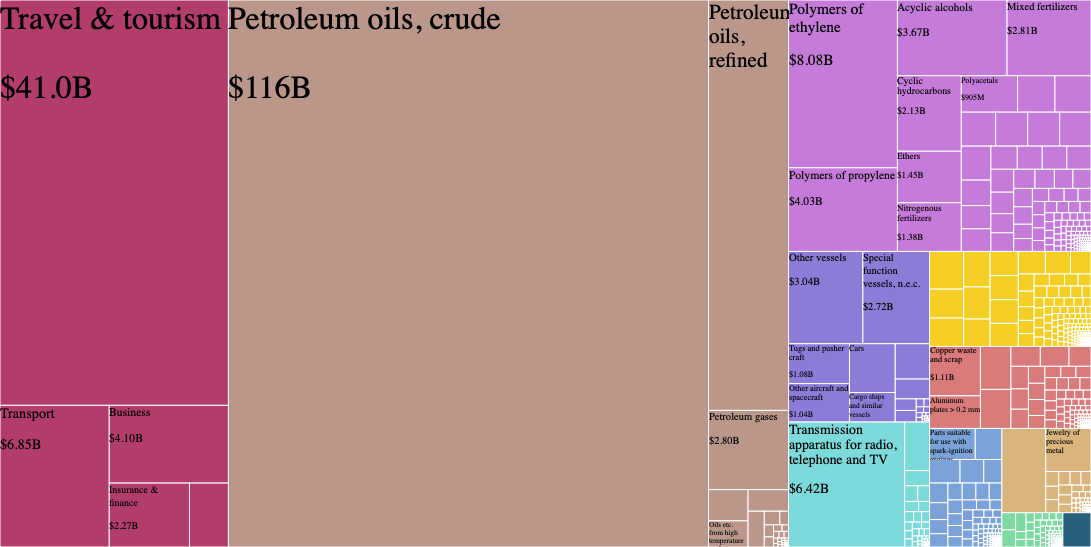 Travel & tourism
$41.0B
Transport
$6.85B
Business
$4.10B
Insurance &
finance
$2.27B
Petroleum oils, crude
$116B
Petroleum
oils,
refined
Petroleum gases
$2.80B
Oils etc.
from high
temperature
Polymers of
ethylene
$8.08B
Polymers of propylene
$4.03B
Acyclic alcohols
$3.67B
Mixed fertilizers
$2.81B
Cyclic
hydrocarbons
$2.13B
Polyacetals
$905M
Ethers
$1.45B
Nitrogenous
fertilizers
$1.38B
Other vessels
$3.04B
Special
function
vessels, n.e.c.
$2.72B
Tugs and pusher
craft
$1.08B
Cars
Other aircraft and
spacecraft
$1.04B
Cargo ships
and similar
vessels
Transmission
apparatus for radio,
telephone and TV
$6.42B
Copper waste
and scrap
$1.11B
Aluminum
plates > 0.2 mm
Parts suitable
for use with
spark-ignition
Jewelry of
precious
metal